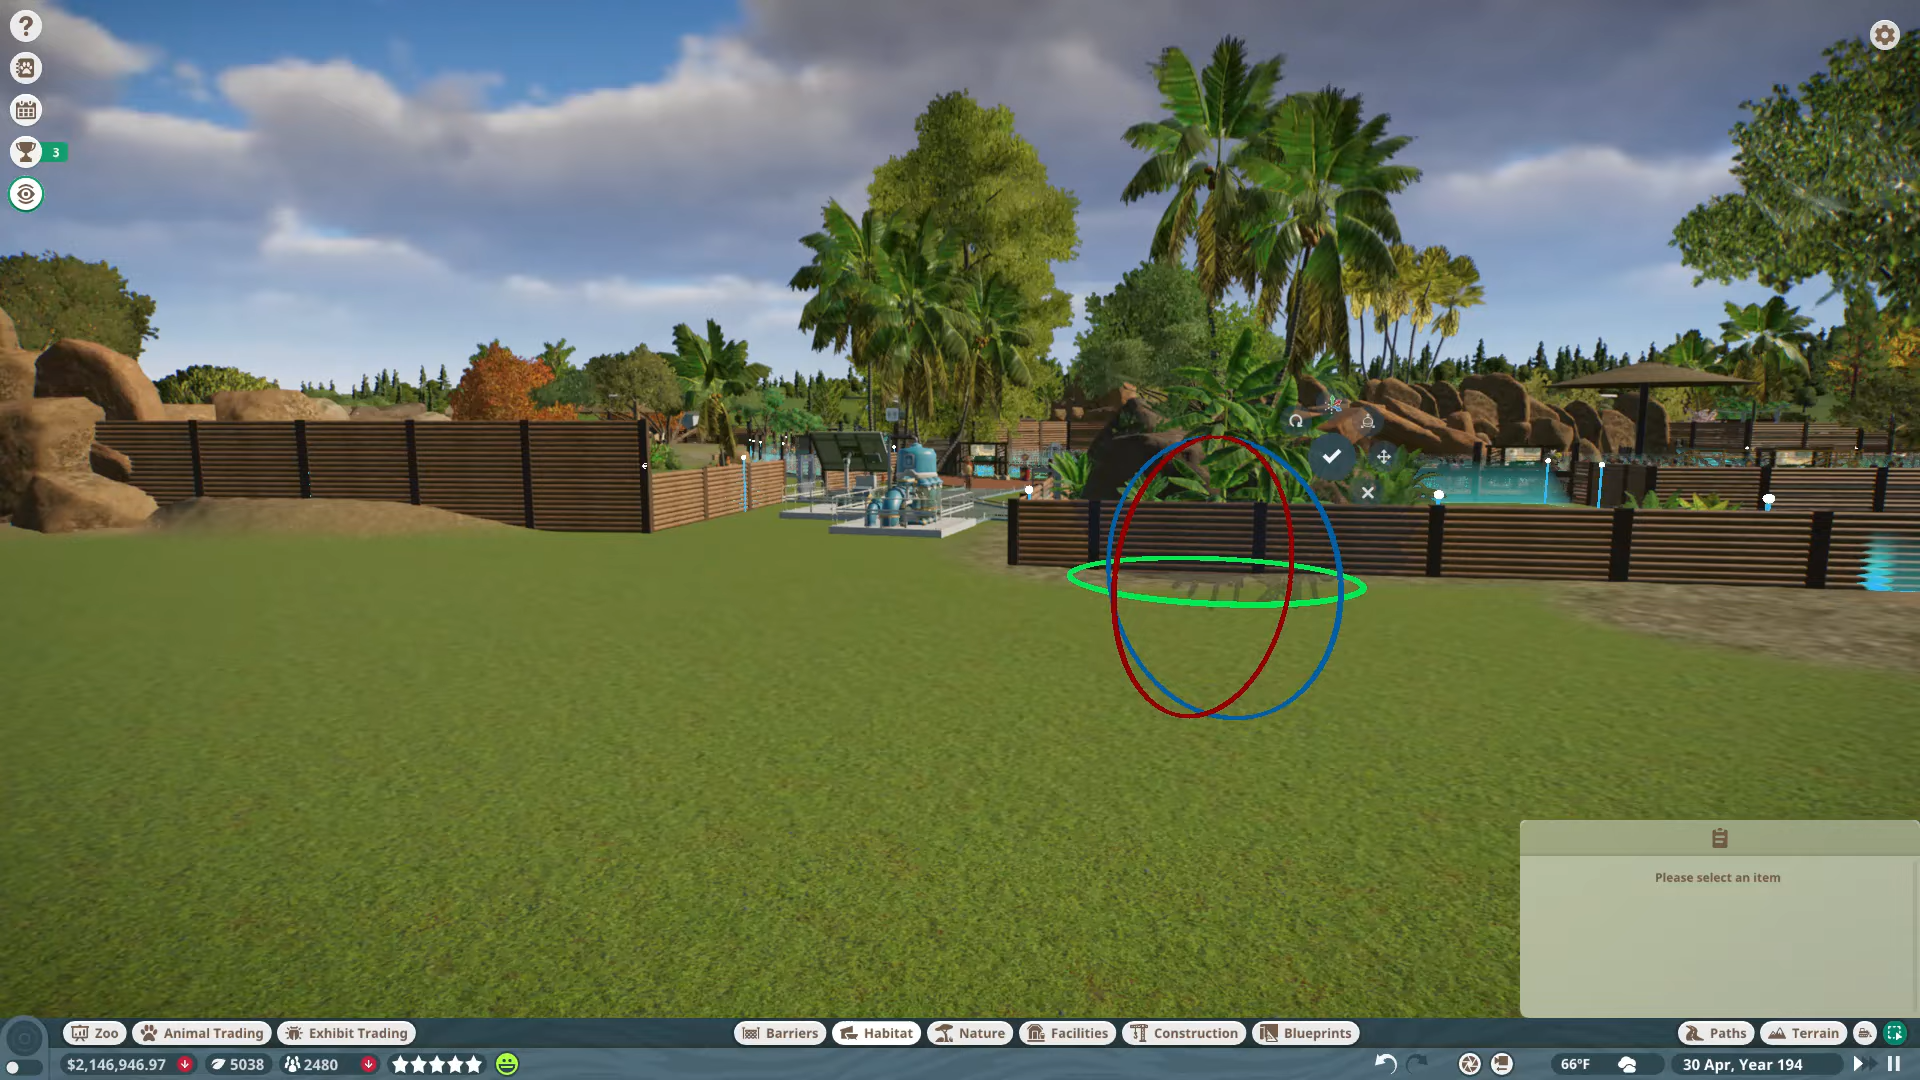 ?
3
Please select an item
Zoo
Animal Trading
Exhibit Trading
Barriers
Habitat
Nature
Facilities
Construction
Blueprints
Paths
Terrain
$2,146,946.97
5038
2480
66°F
30 Apr, Year 194